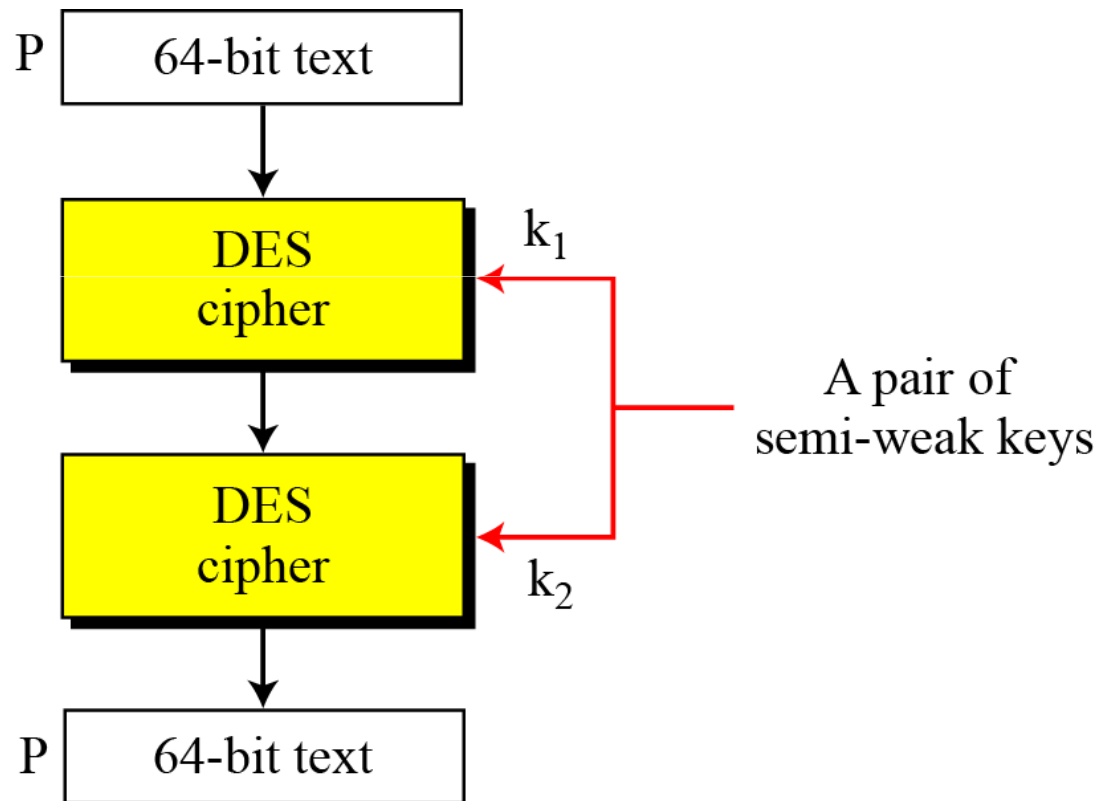 P 64-bit text
DES
cipher
k₁
A pair of
semi-weak keys
DES
cipher
k₂
P 64-bit text